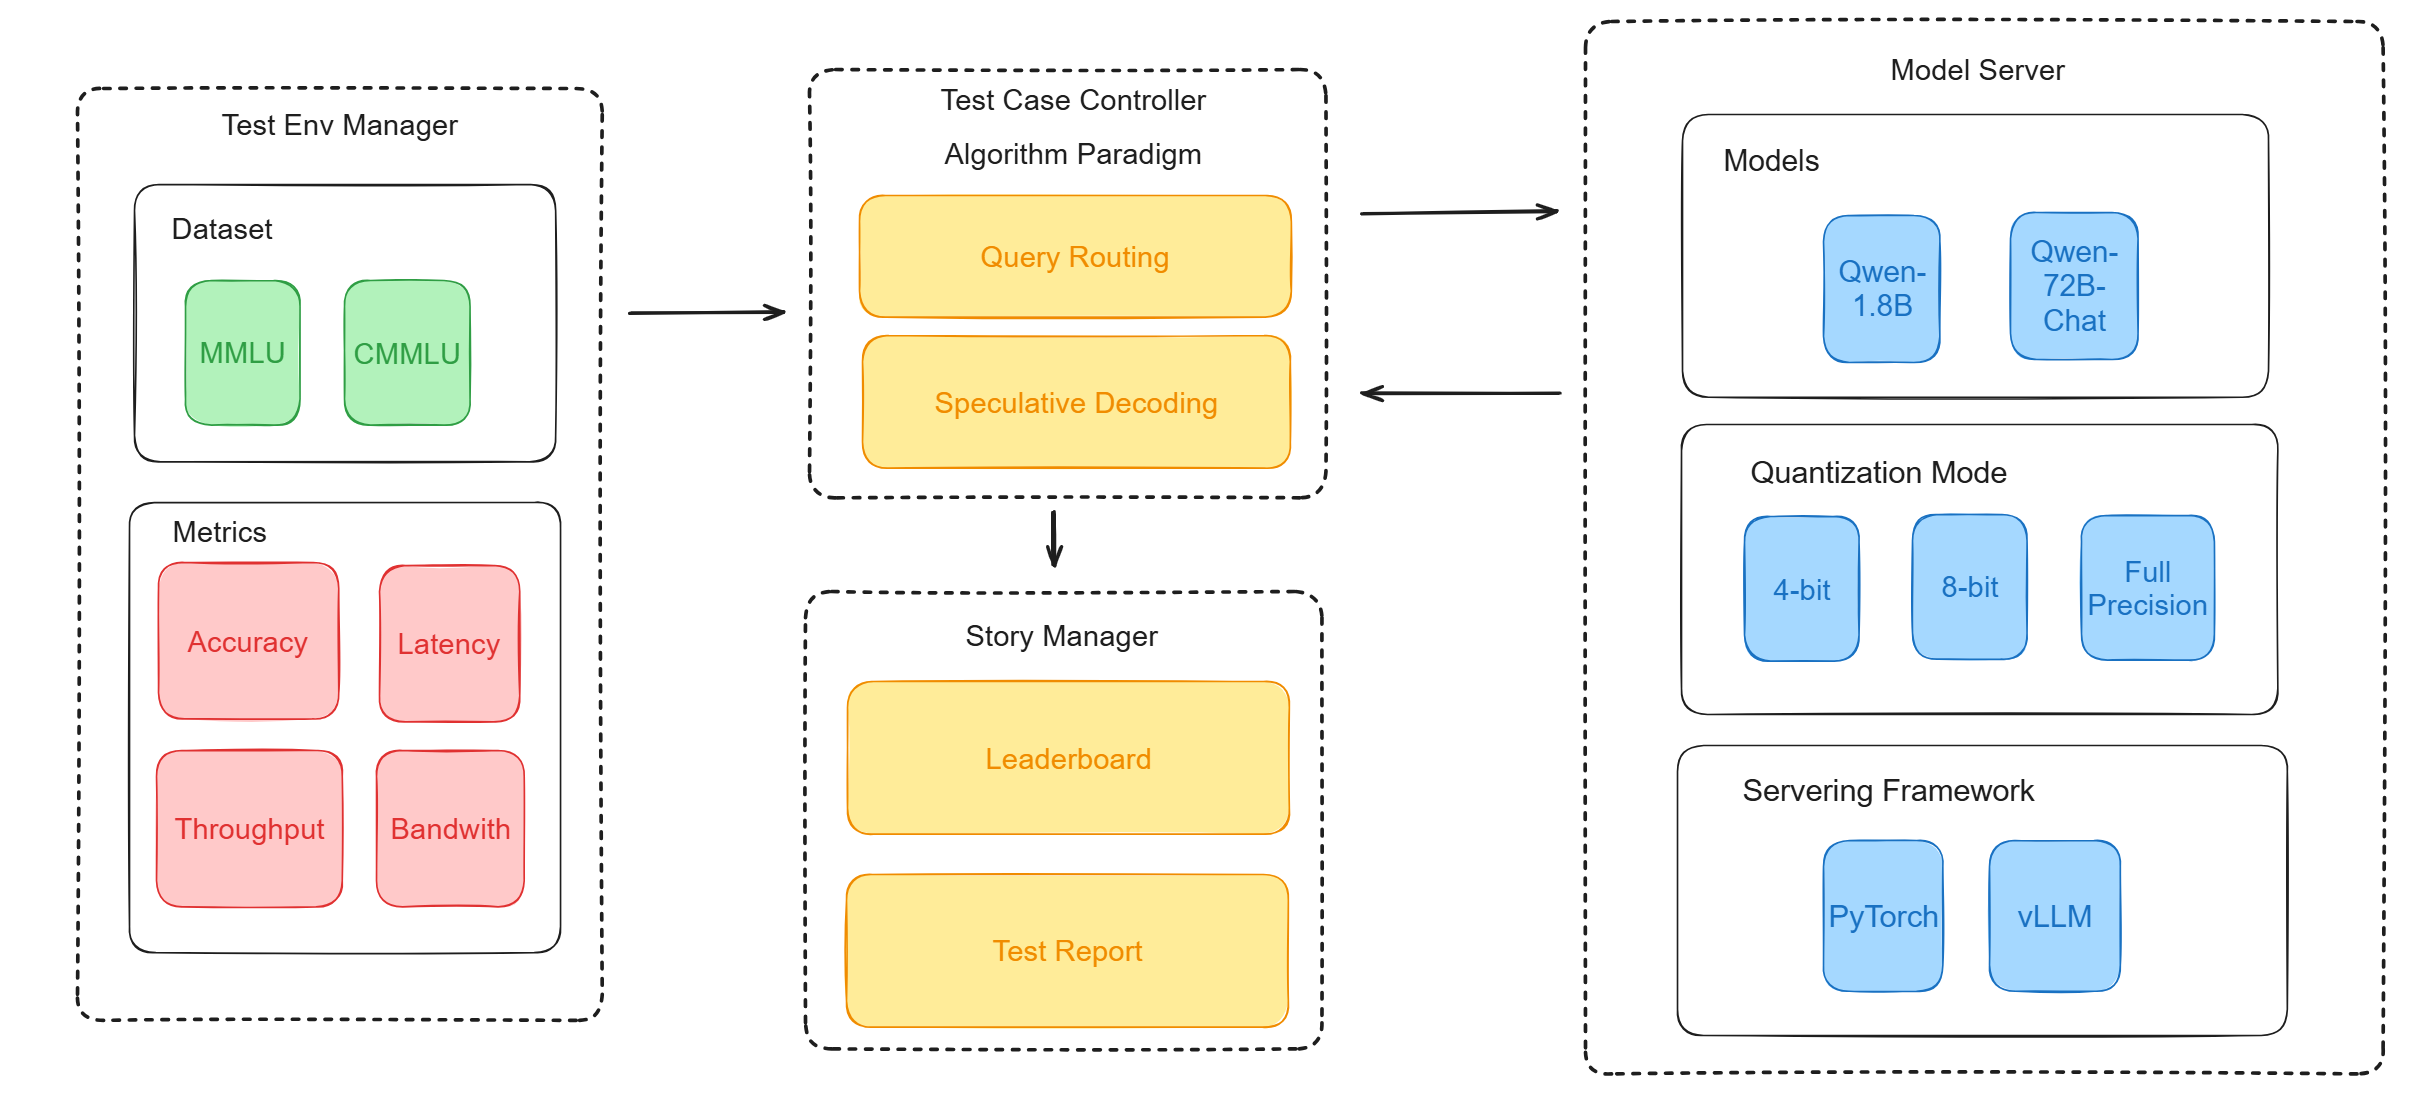 Test Env Manager
Dataset
MMLU
CMMLU
Metrics
Accuracy
Latency
Throughput
Bandwith
Test Case Controller
Algorithm Paradigm
Query Routing
Speculative Decoding
Story Manager
Leaderboard
Test Report
Model Server
Models
Qwen-
1.8B
Qwen-
72B-
Chat
Quantization Mode
4-bit
8-bit
Full
Precision
Servering Framework
PyTorch
vLLM